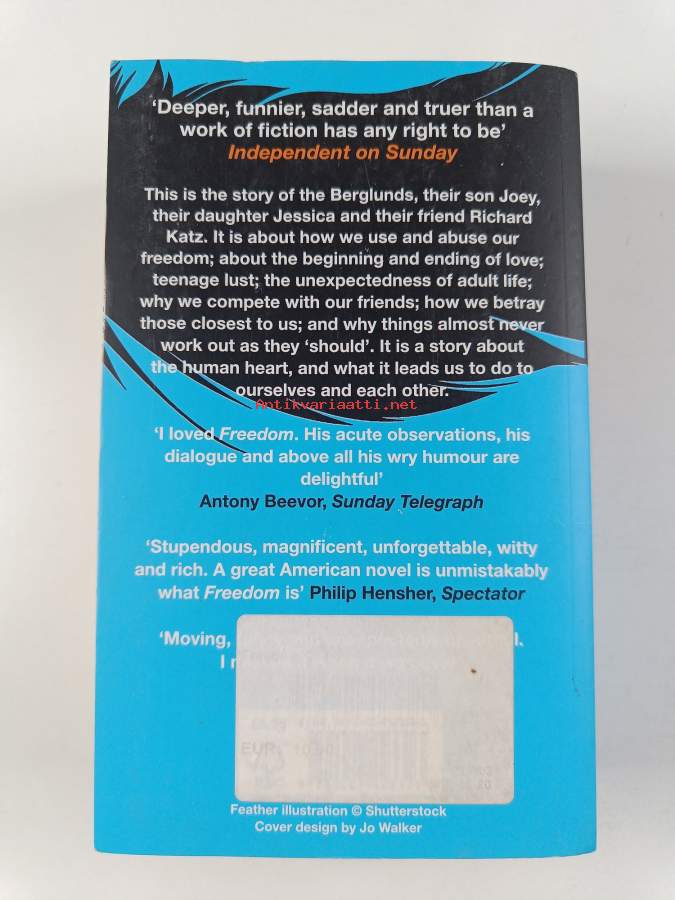 ‘Deeper, funnier, sadder and truer than a
work of fiction has any right to be’
Independent on Sunday
This is the story of the Berglunds, their son Joey,
their daughter Jessica and their friend Richard
Katz. It is about how we use and abuse our
freedom; about the beginning and ending of love;
teenage lust; the unexpectedness of adult life;
why we compete with our friends; how we betray
those closest to us; and why things almost never
work out as they ‘should’. It is a story about
the human heart, and what it leads us to do to
ourselves and each other.
Antikvariaatti.net
‘I loved Freedom. His acute observations, his
dialogue and above all his wry humour are
delightful’
Antony Beevor, Sunday Telegraph
‘Stupendous, magnificent, unforgettable, witty
and rich. A great American novel is unmistakably
what Freedom is’ Philip Hensher, Spectator
‘Moving,
I
EUR
Feather illustration © Shutterstock
Cover design by Jo Walker